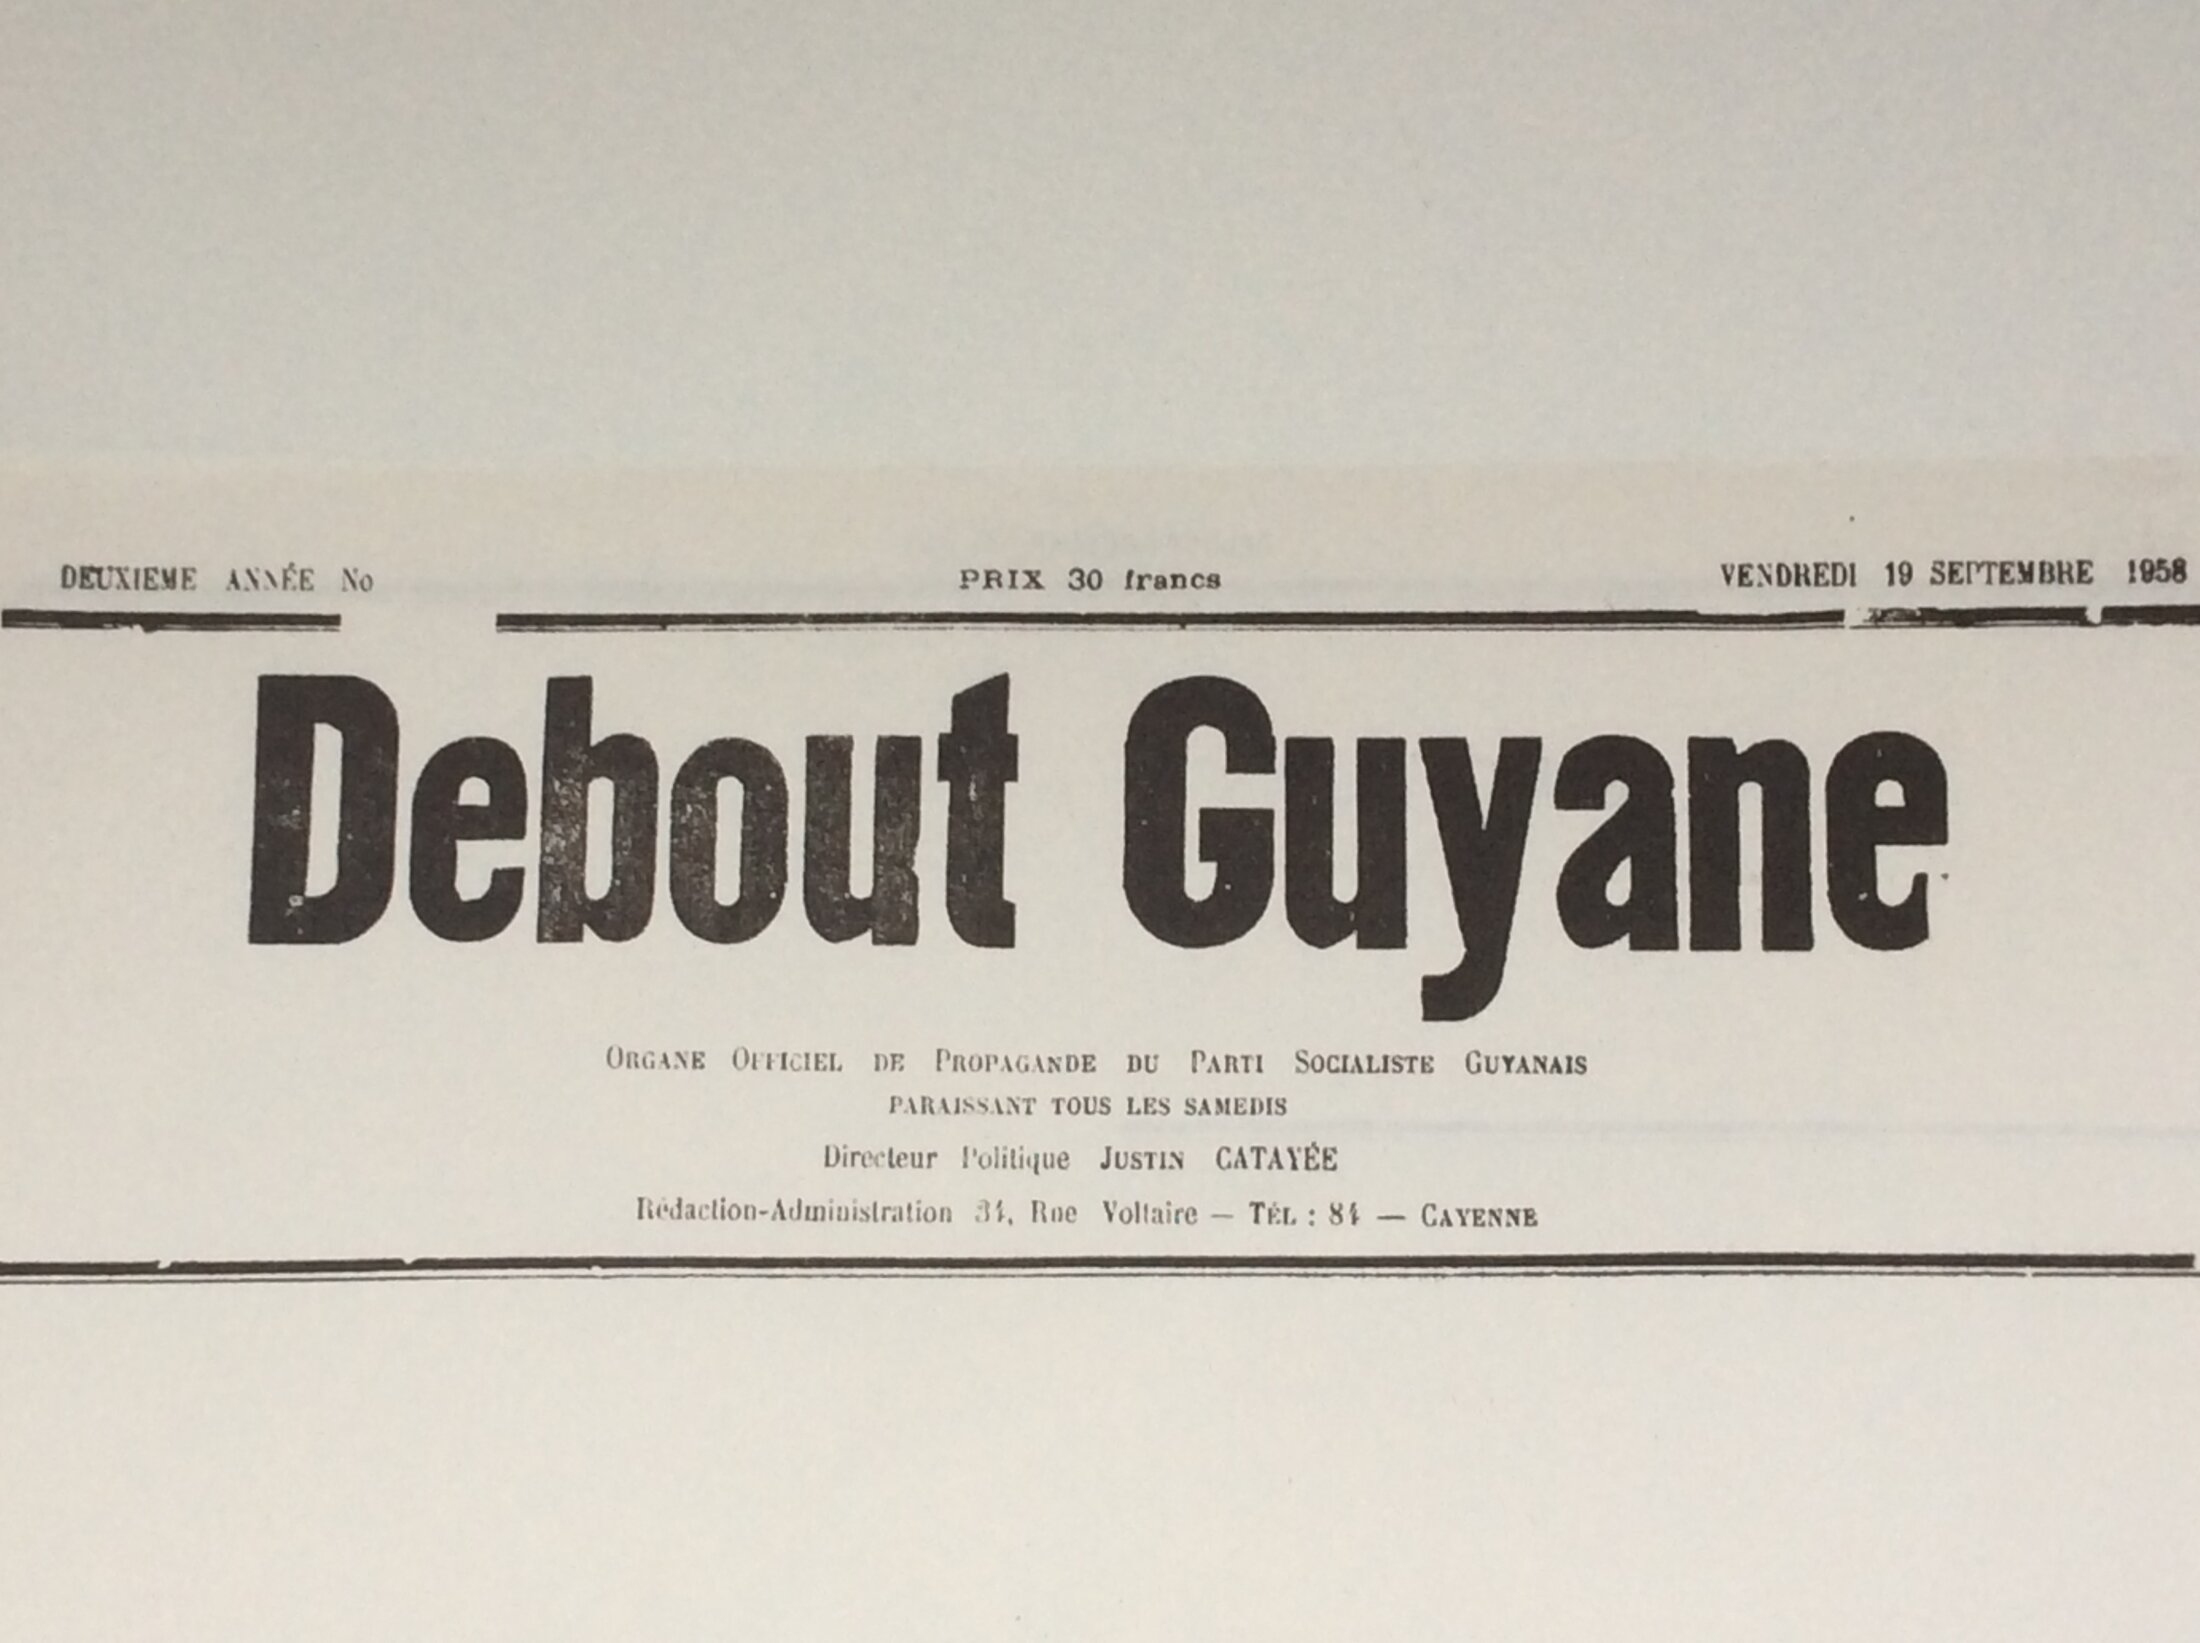 DEUXIEME ANNÉE No PRIX 30 francs VENDREDI 19 SEPTEMBRE 1958
Debout Guyane
ORGANE OFFICIEL DE PROPAGANDE DU PARTI SOCIALISTE GUYANAIS
PARAISSANT TOUS LES SAMEDIS
Directeur Politique JUSTIN CATAYÉE
Rédaction-Administration 34, Rue Voltaire — TÉL : 84 — CAYENNE